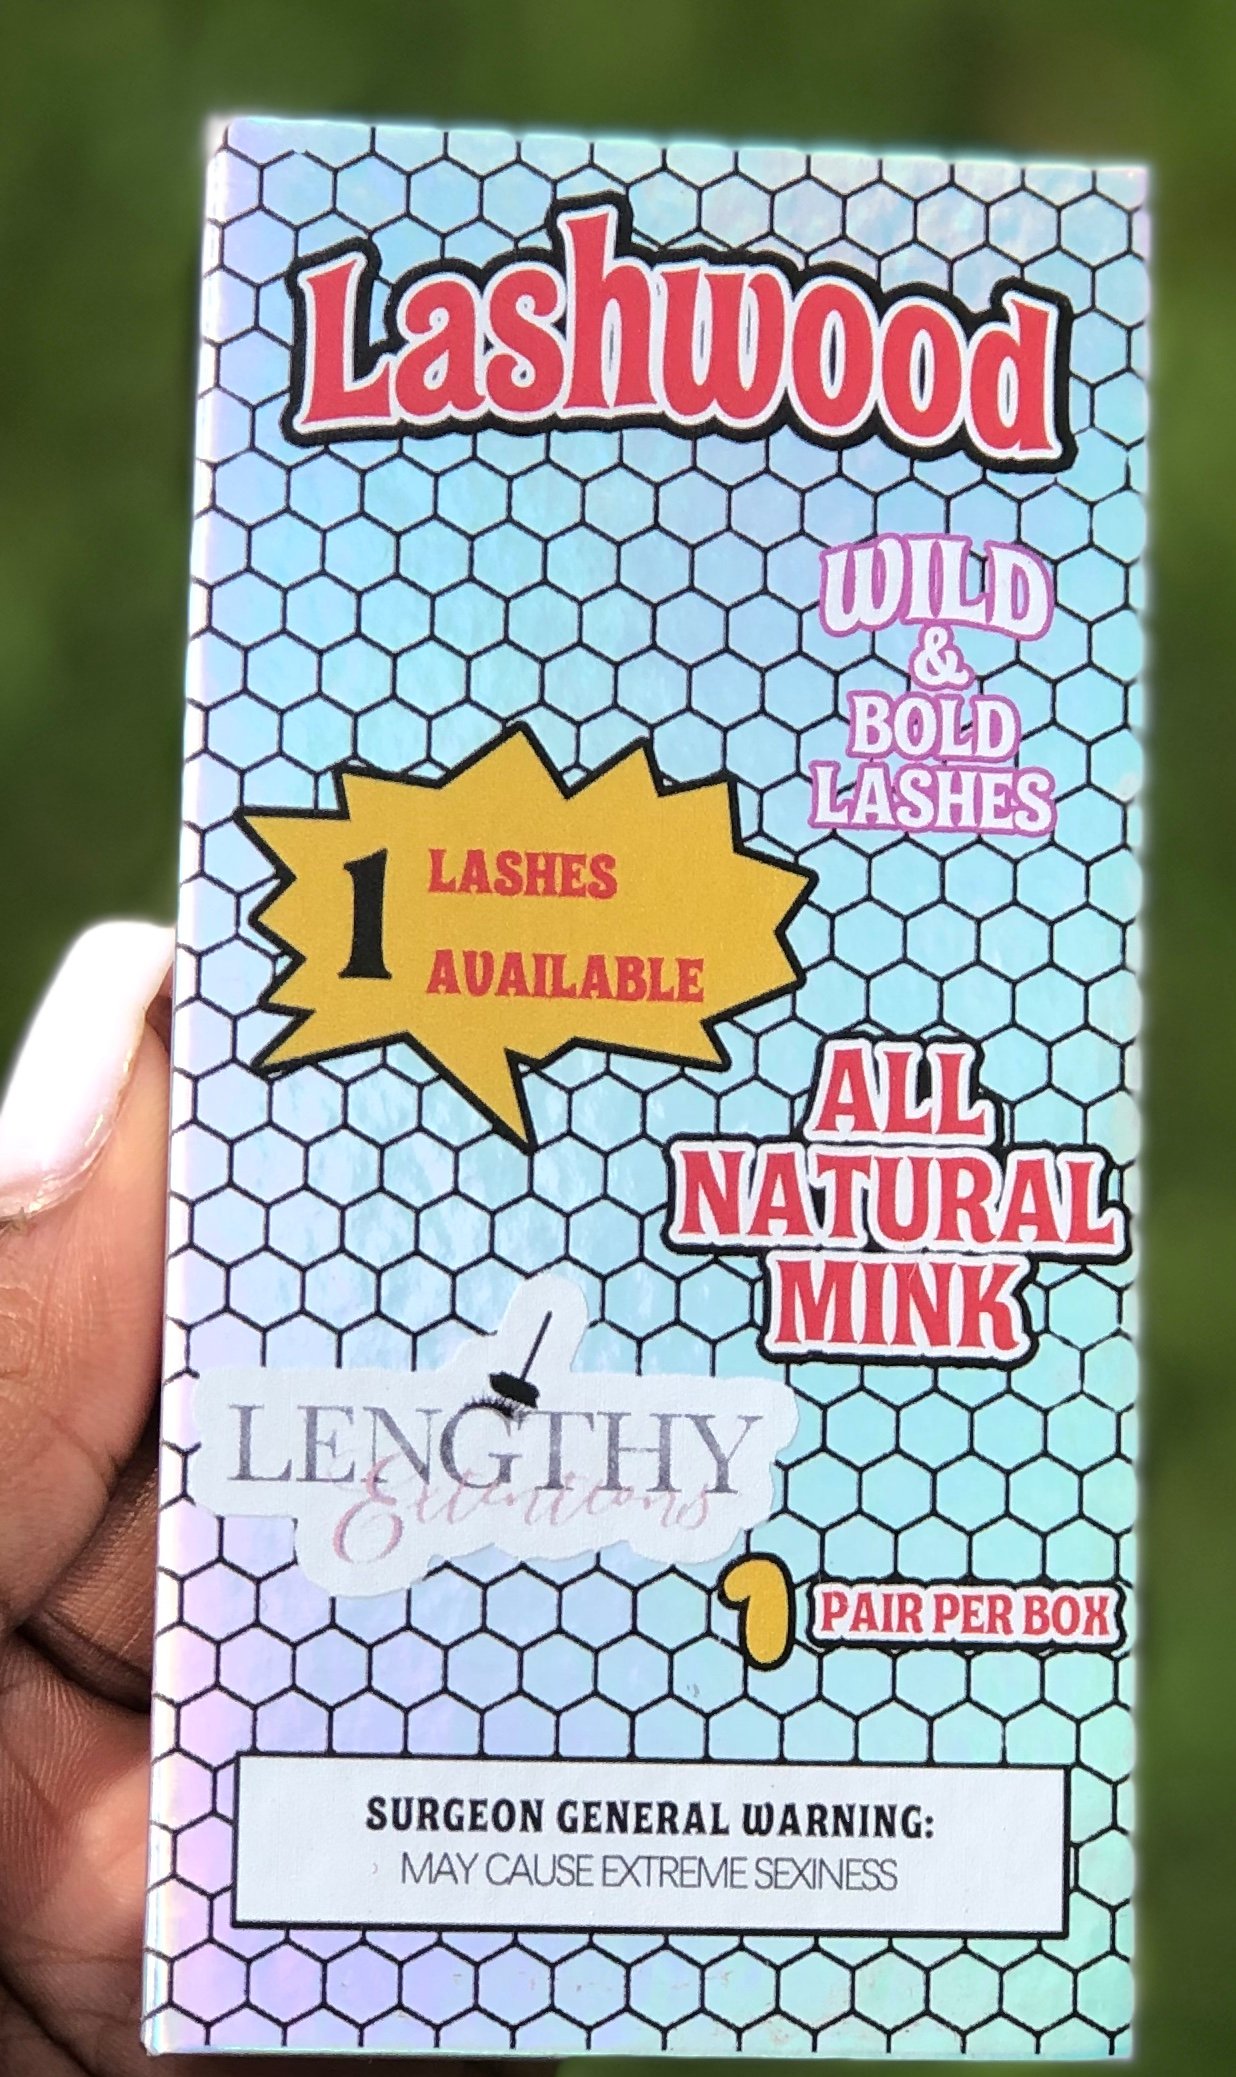 Lashwood
WILD
&
BOLD
LASHES
1 LASHES
AVAILABLE
ALL
NATURAL
MINK
LENGTHY
Extentions
1 PAIR PER BOX
SURGEON GENERAL WARNING:
MAY CAUSE EXTREME SEXINESS